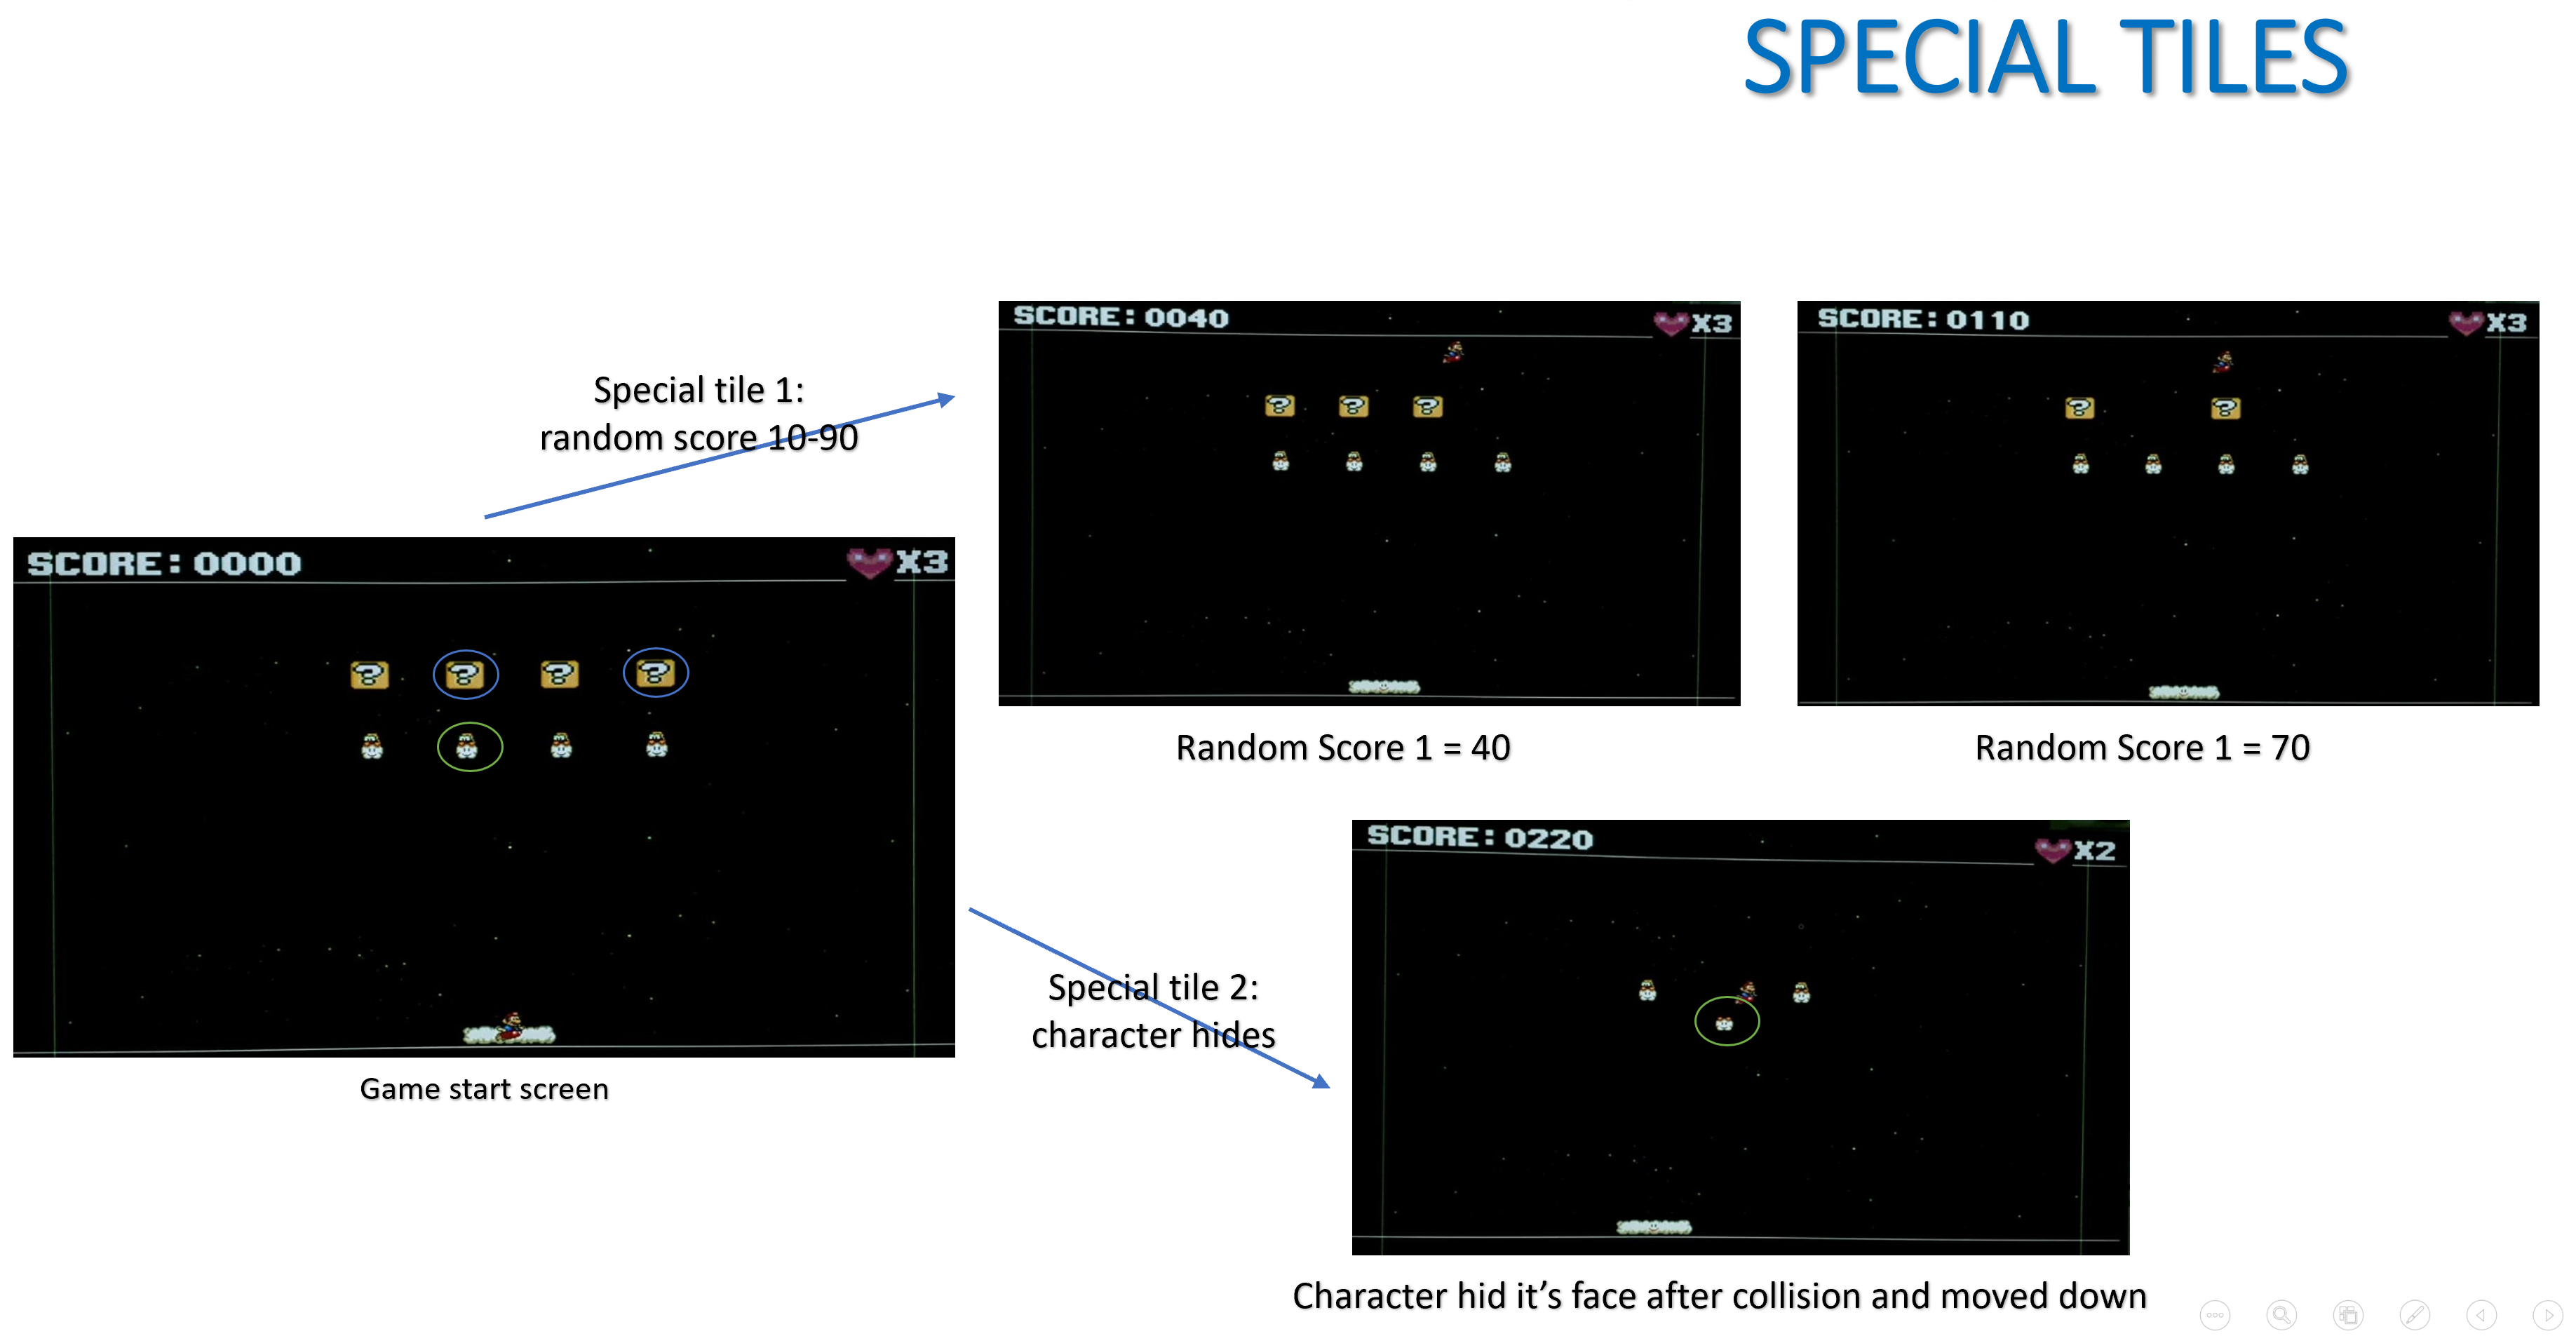 SPECIAL TILES
Special tile 1:
random score 10-90
SCORE:0040
X3
SCORE:0110
X3
Random Score 1 = 40
Random Score 1 = 70
SCORE:0000
X3
? ? ? ?
? ? ?
? ?
Game start screen
Special tile 2:
character hides
SCORE:0220
X2
Character hid it’s face after collision and moved down